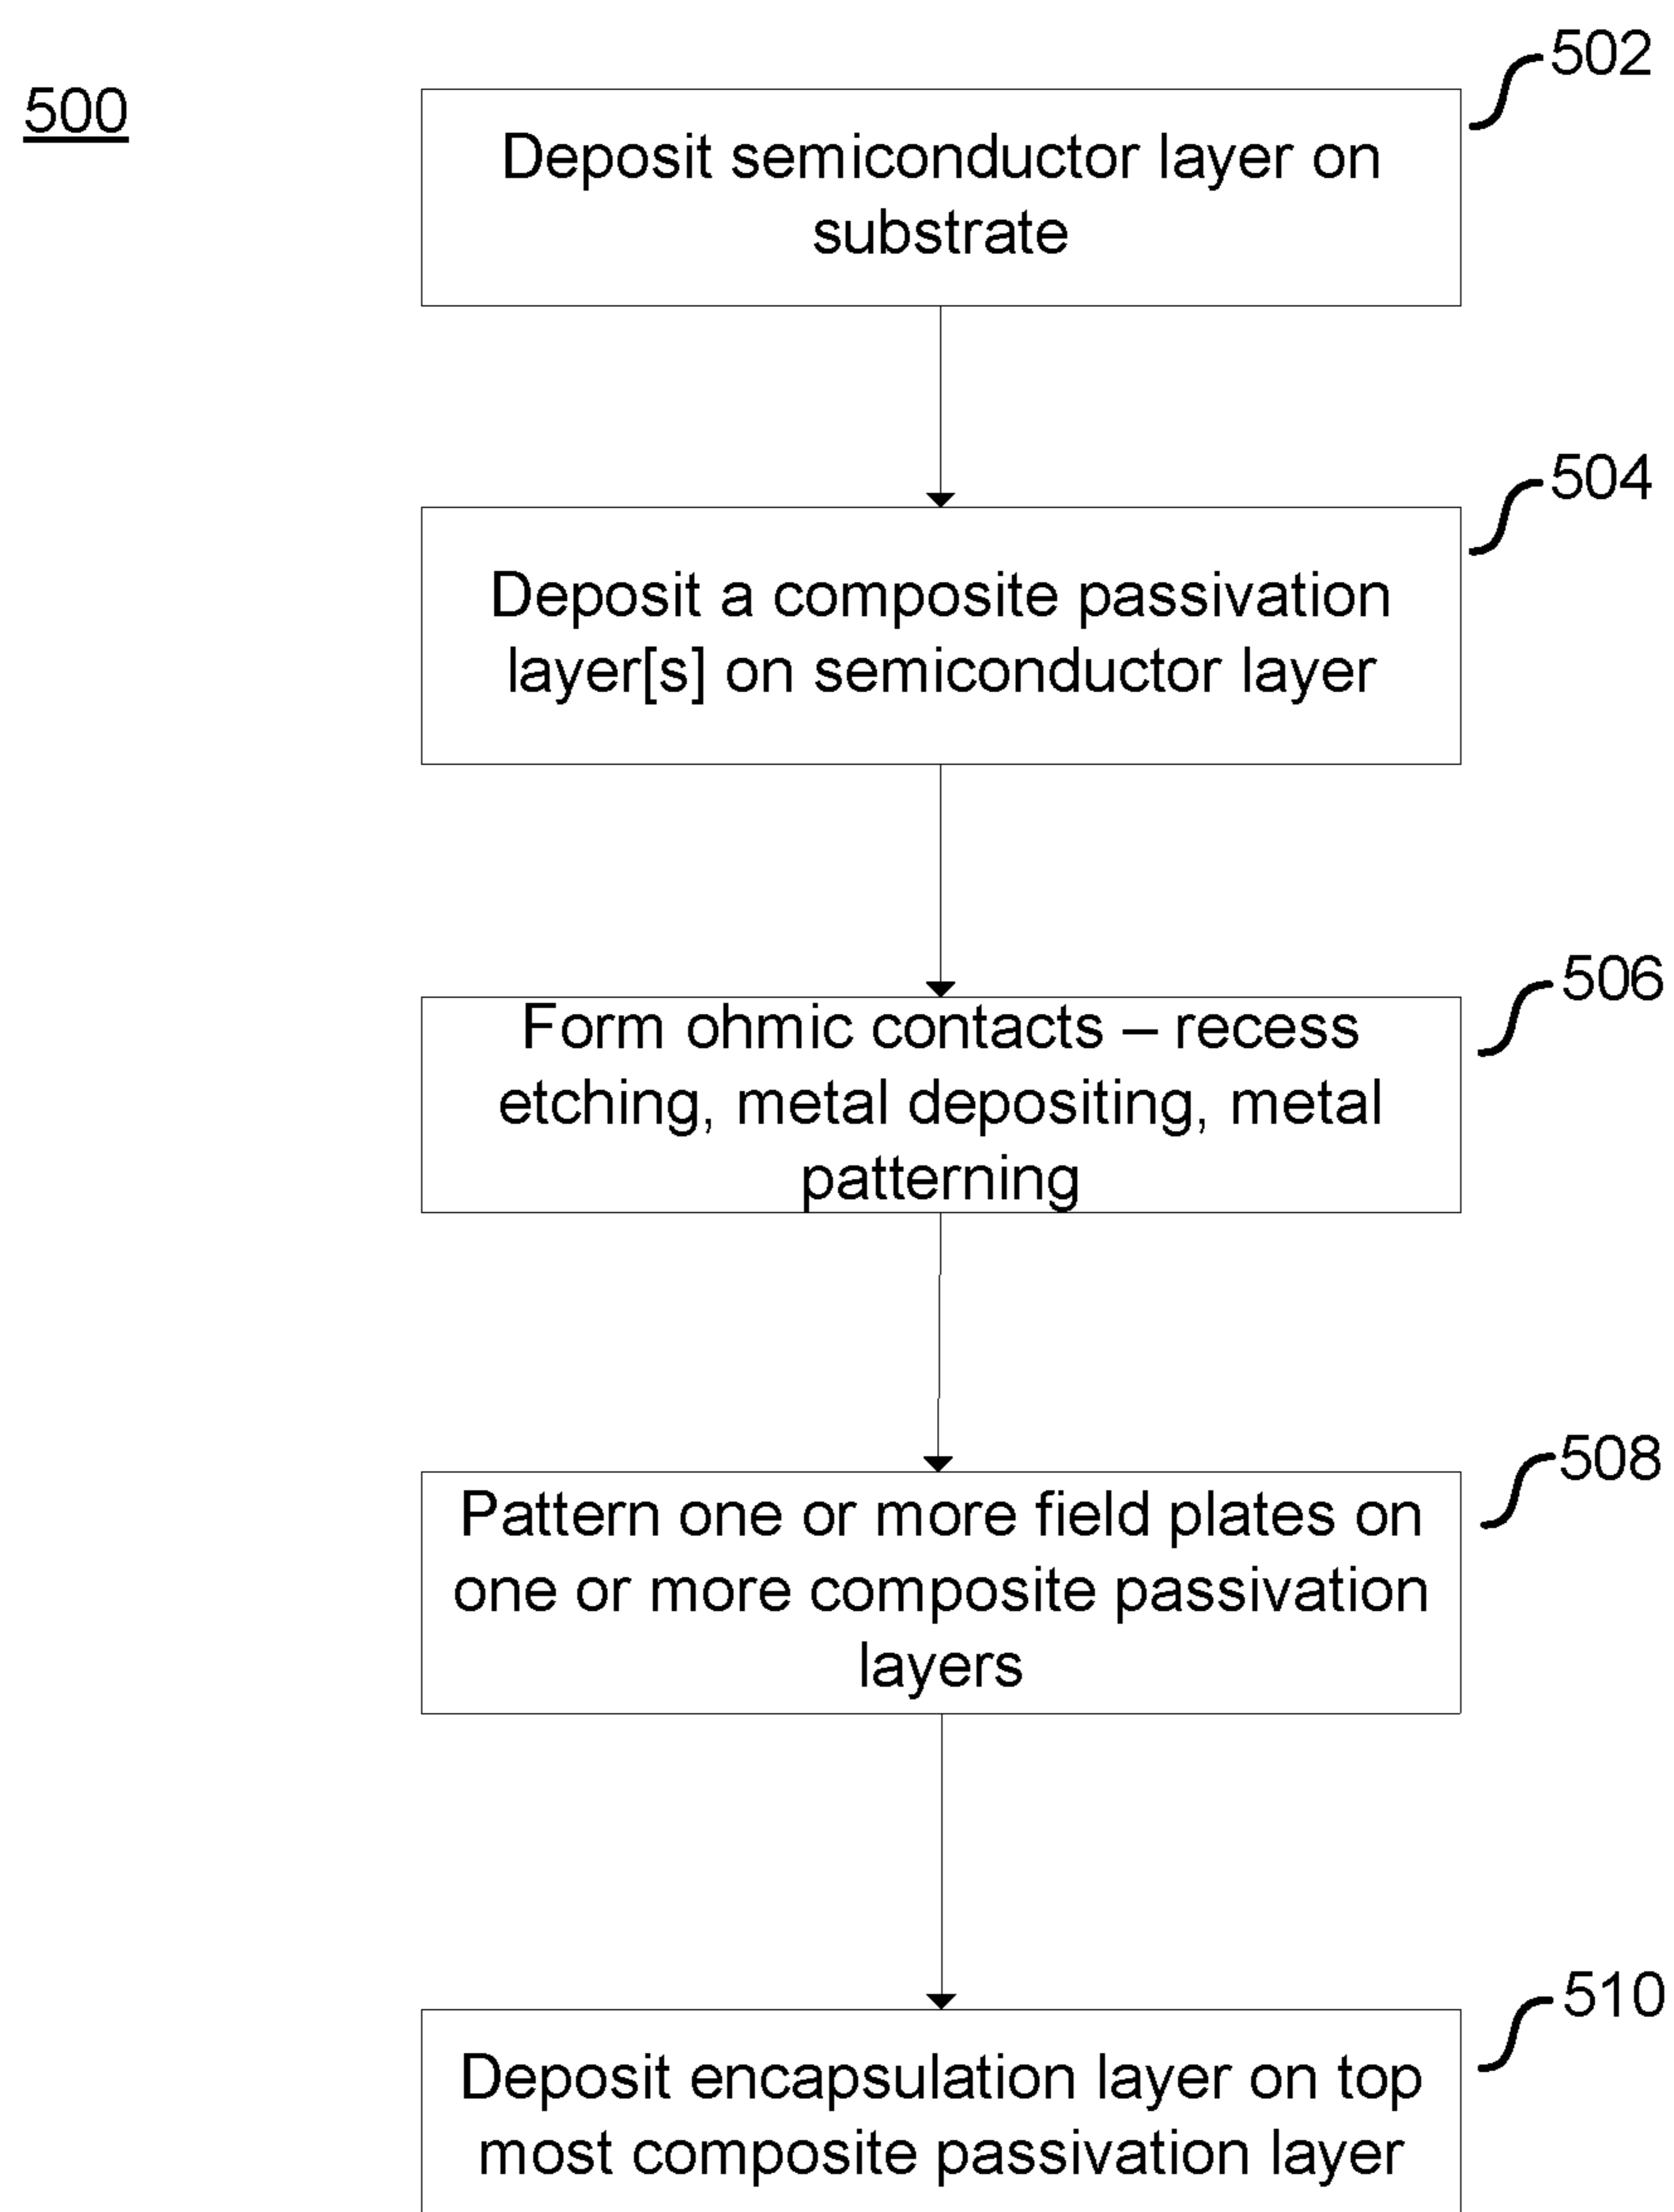 500
502
Deposit semiconductor layer on
substrate
504
Deposit a composite passivation
layer[s] on semiconductor layer
506
Form ohmic contacts – recess
etching, metal depositing, metal
patterning
508
Pattern one or more field plates on
one or more composite passivation
layers
510
Deposit encapsulation layer on top
most composite passivation layer